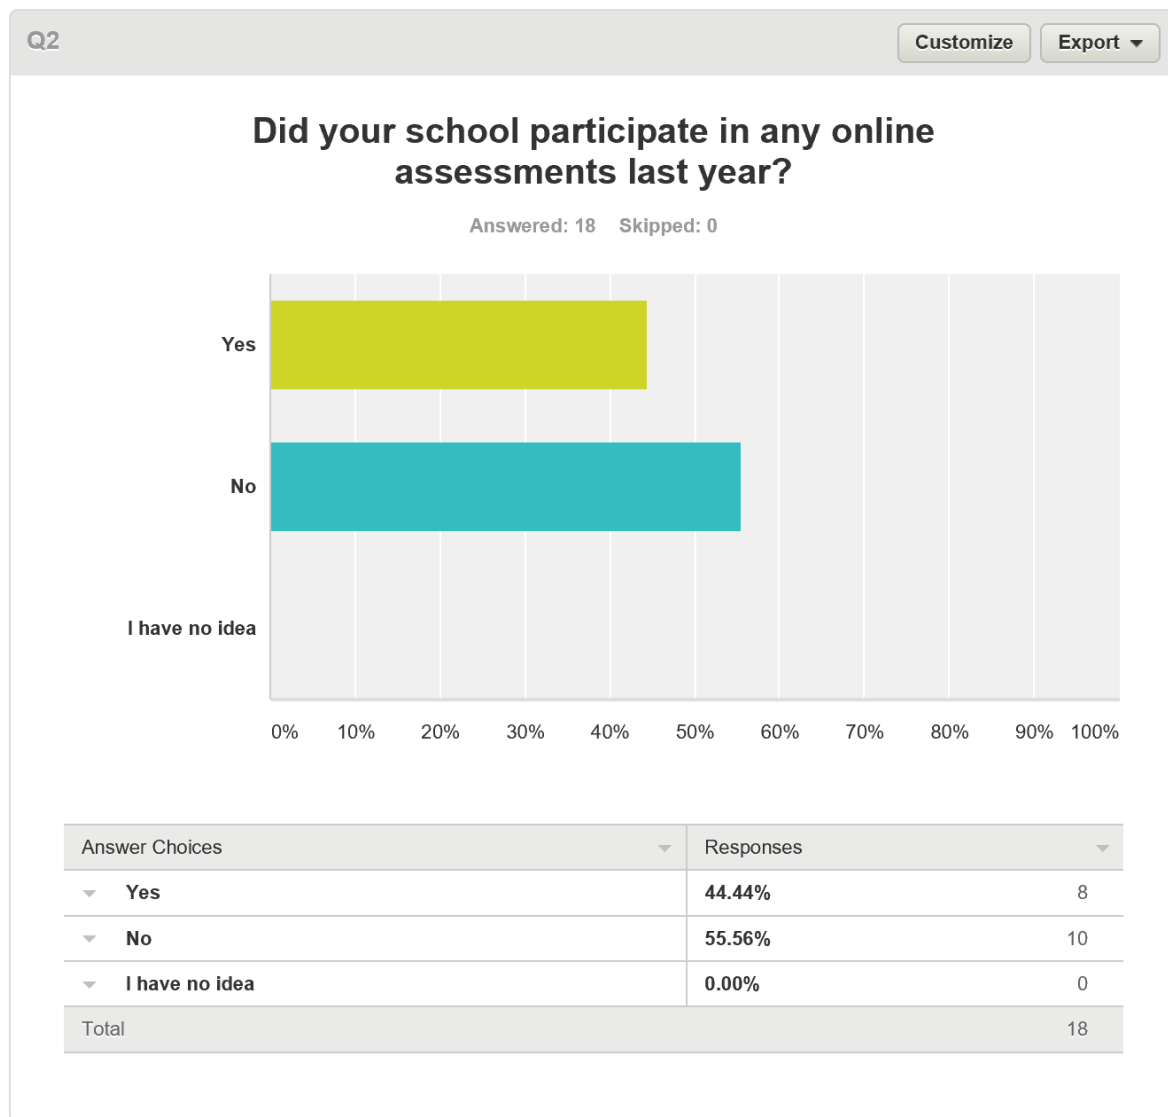 Q2
Customize
Export
Did your school participate in any online
assessments last year?
Answered: 18 Skipped: 0
Yes
No
I have no idea
0% 10% 20% 30% 40% 50% 60% 70% 80% 90% 100%
Answer Choices Responses
Yes 44.44% 8
No 55.56% 10
I have no idea 0.00% 0
Total 18